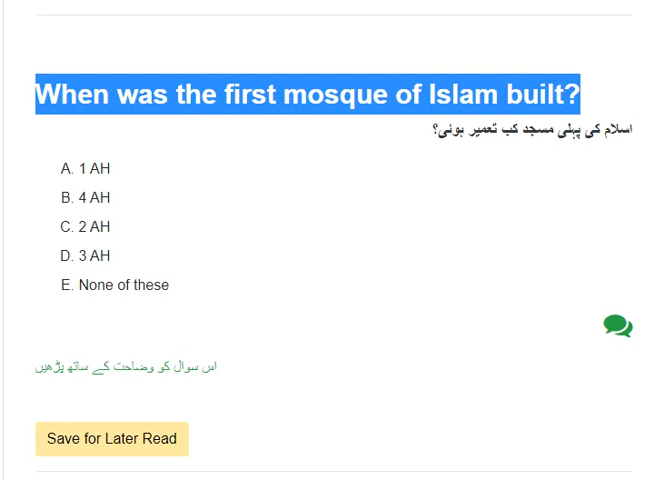 When was the first mosque of Islam built?
اسلام کی پہلی مسجد کب تعمیر ہوئی؟
A. 1 AH
B. 4 AH
C. 2 AH
D. 3 AH
E. None of these
اس سوال کو وضاحت کے ساتھ پڑھیں
Save for Later Read